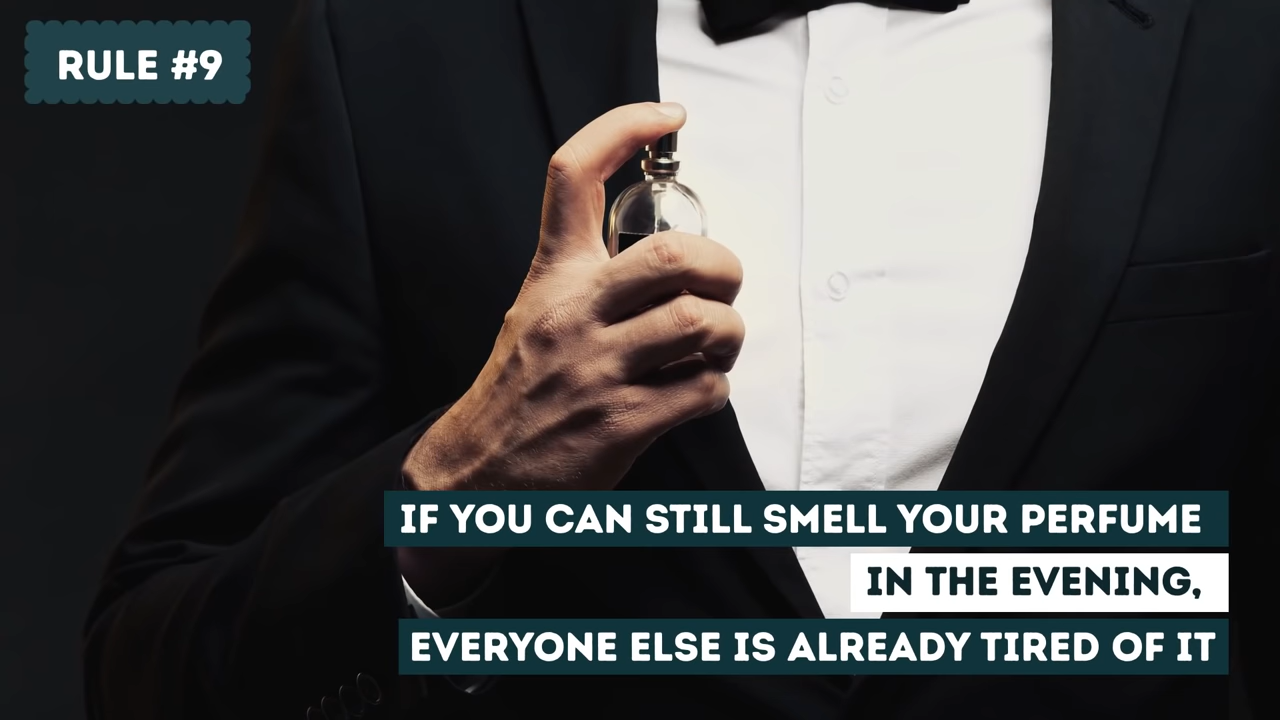 RULE #9
IF YOU CAN STILL SMELL YOUR PERFUME
IN THE EVENING,
EVERYONE ELSE IS ALREADY TIRED OF IT